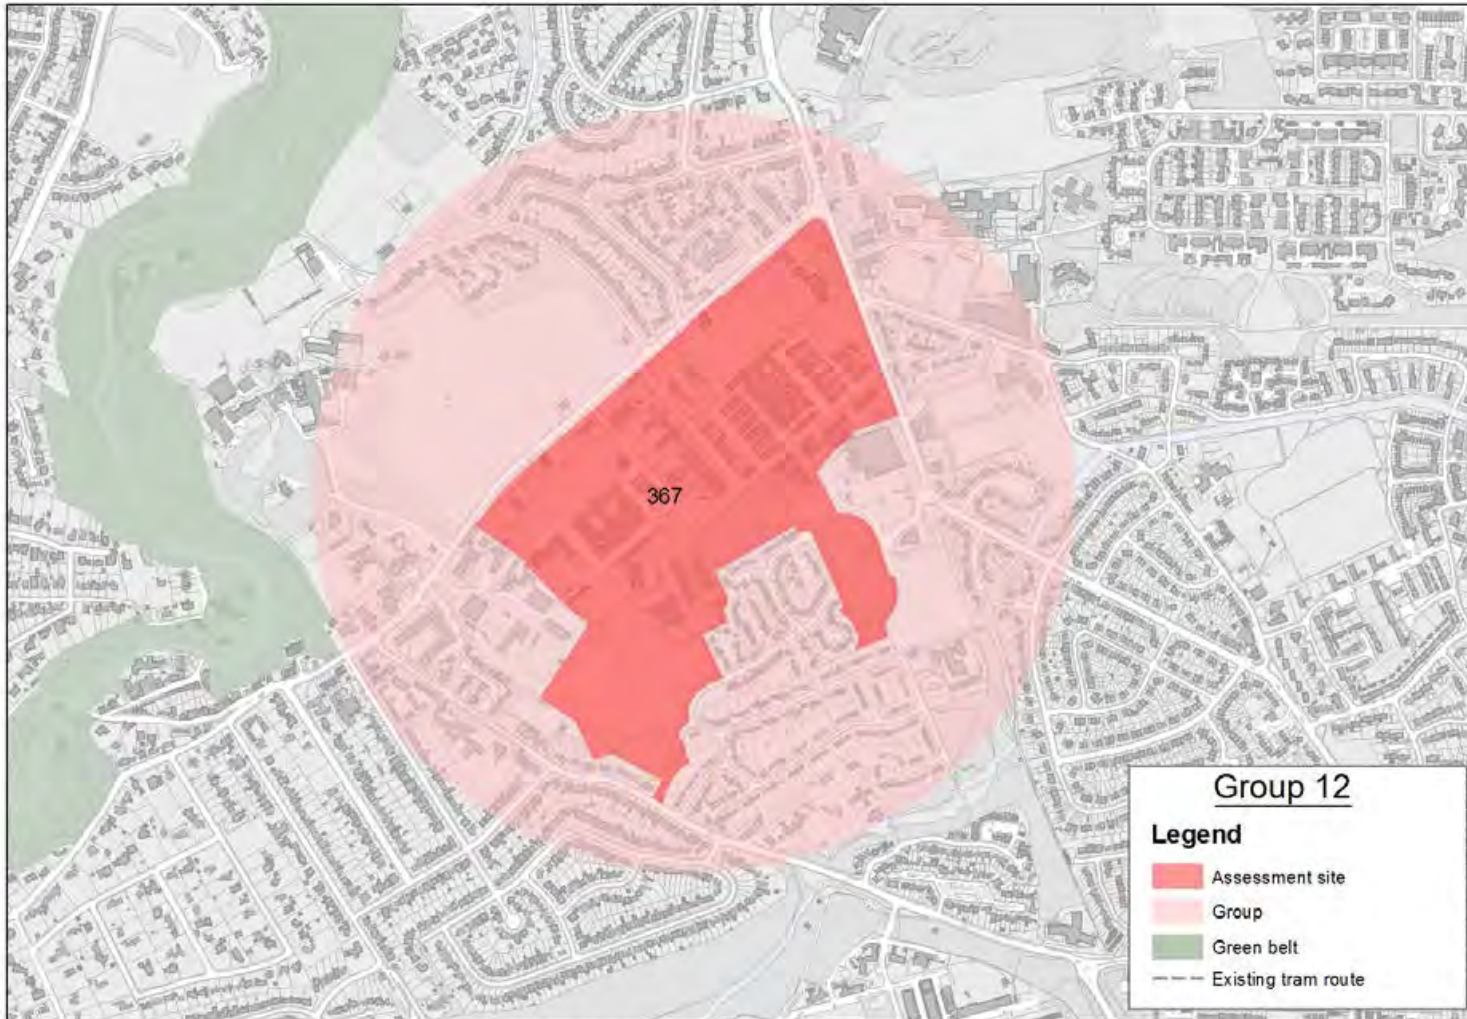 367
Group 12
Legend
Assessment site
Group
Green belt
Existing tram route